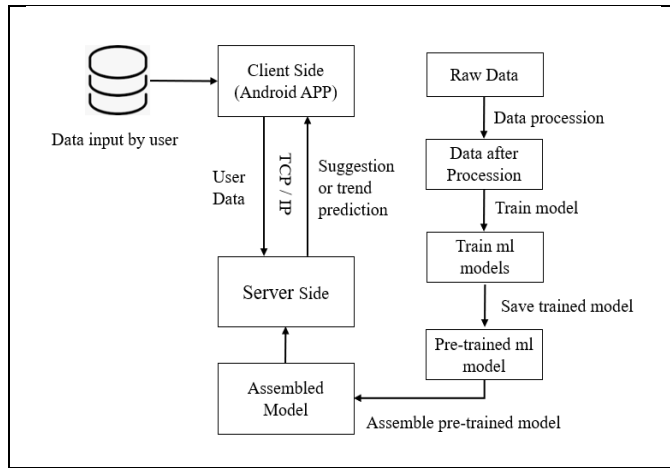 Client Side
(Android APP)
Data input by user
User
Data
TCP / IP
Suggestion
or trend
prediction
Server Side
Assembled
Model
Raw Data
Data procession
Data after
Procession
Train model
Train ml
models
Save trained model
Pre-trained ml
model
Assemble pre-trained model